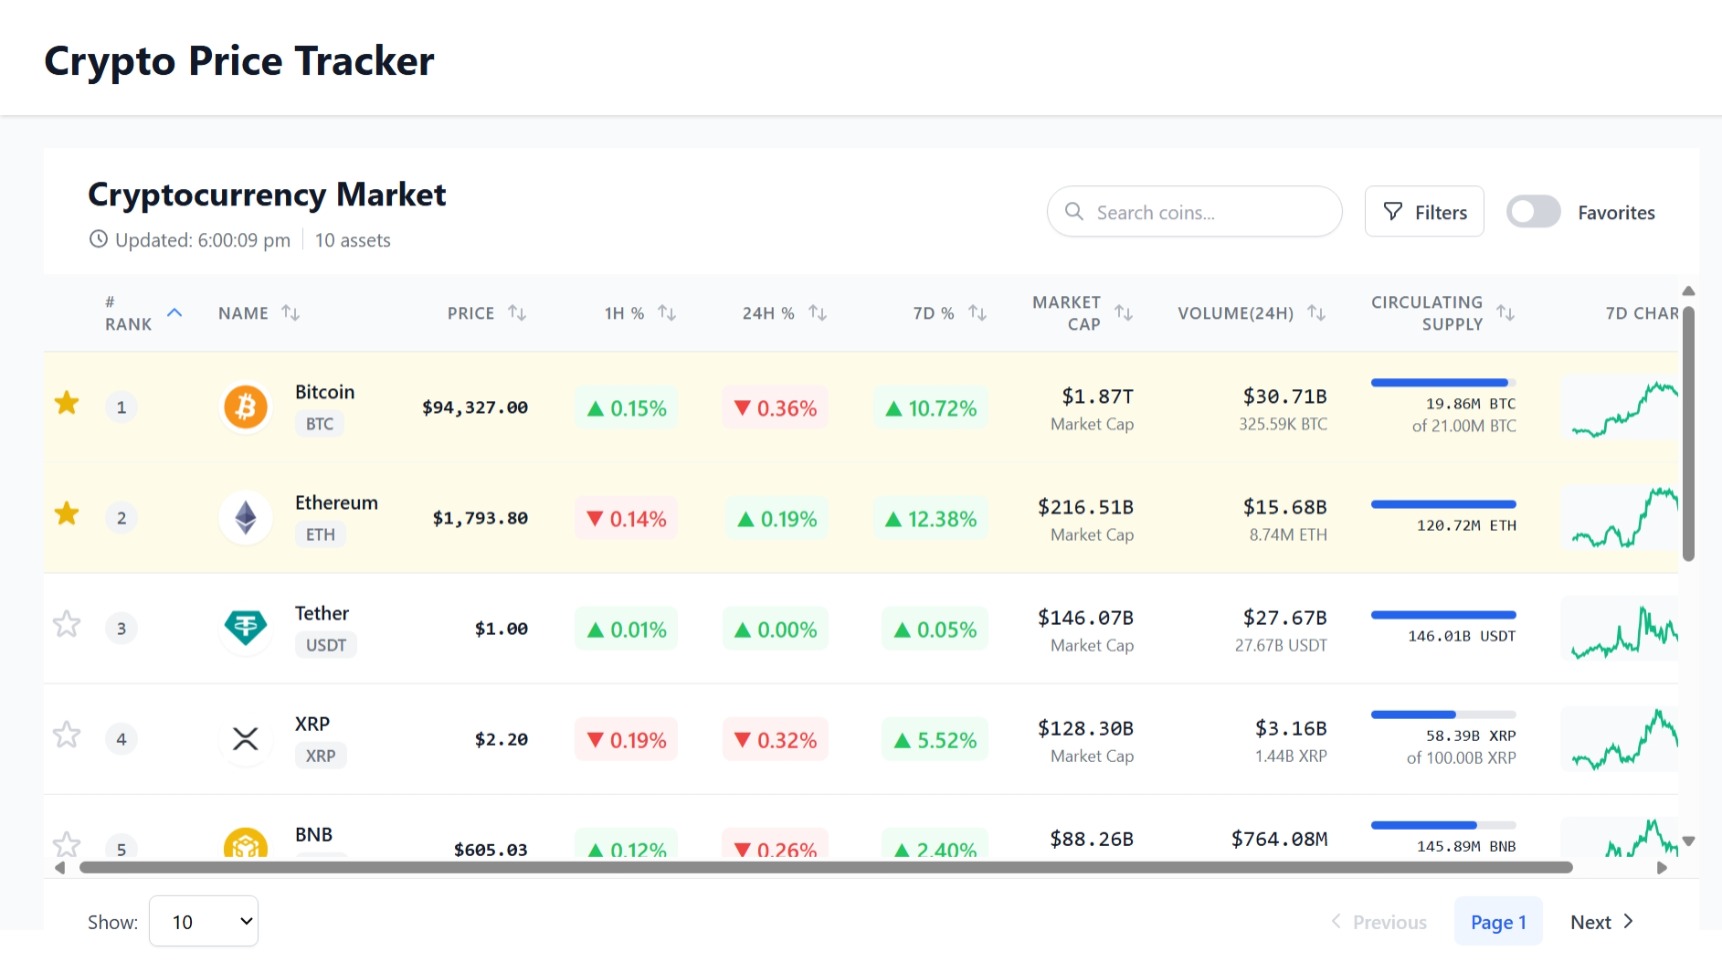 Crypto Price Tracker
Cryptocurrency Market
Updated: 6:00:09 pm 10 assets
Search coins...
Filters
Favorites
# RANK NAME PRICE 1H % 24H % 7D % MARKET CAP VOLUME(24H) CIRCULATING SUPPLY 7D CHAR
1 Bitcoin BTC $94,327.00 ▲ 0.15% ▼ 0.36% ▲ 10.72% $1.87T Market Cap $30.71B 325.59K BTC 19.86M BTC of 21.00M BTC
2 Ethereum ETH $1,793.80 ▼ 0.14% ▲ 0.19% ▲ 12.38% $216.51B Market Cap $15.68B 8.74M ETH 120.72M ETH
3 Tether USDT $1.00 ▲ 0.01% ▲ 0.00% ▲ 0.05% $146.07B Market Cap $27.67B 27.67B USDT 146.01B USDT
4 XRP XRP $2.20 ▼ 0.19% ▼ 0.32% ▲ 5.52% $128.30B Market Cap $3.16B 1.44B XRP 58.39B XRP of 100.00B XRP
5 BNB $605.03 ▲ 0.12% ▼ 0.26% ▲ 2.40% $88.26B $764.08M 145.89M BNB
Show: 10
Previous Page 1 Next